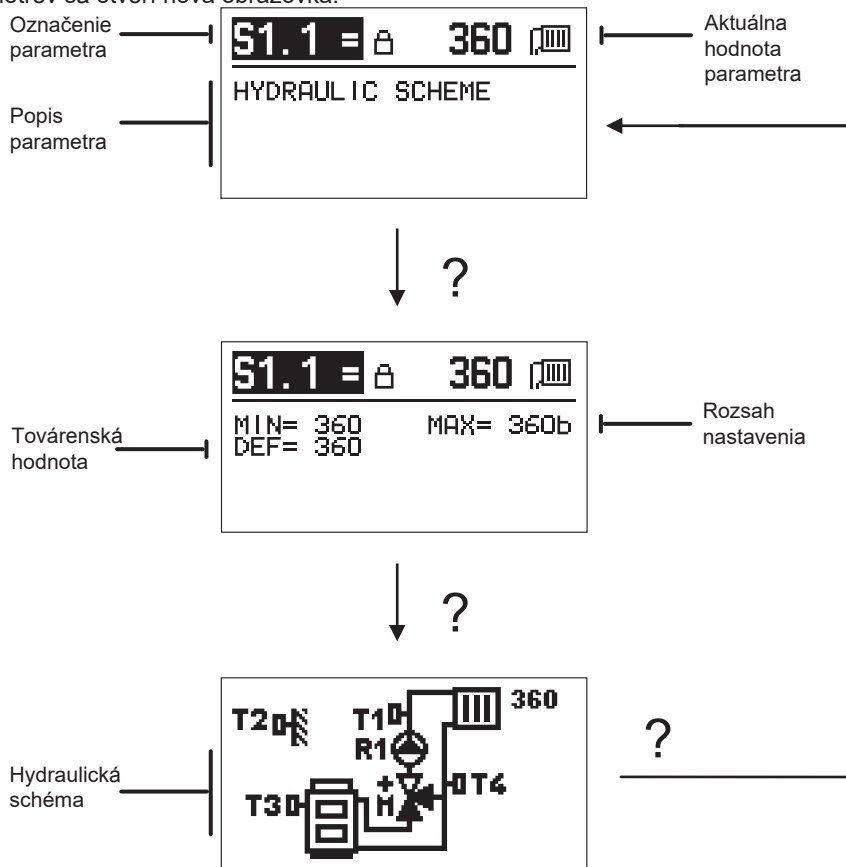 Označenie
parametra
S1.1 = 360
Aktuálna
hodnota
parametra
HYDRAULIC SCHEME
Popis
parametra
?
S1.1 = 360
MIN= 360 MAX= 360b
DEF= 360
Továrenská
hodnota
Rozsah
nastavenia
?
360
T2 T1
R1
+
M
T4
T3
Hydraulická
schéma
?